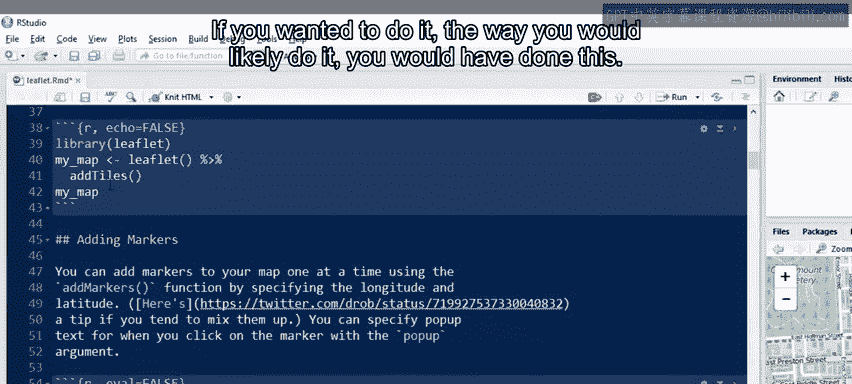 RStudio
If you wanted to do it, the way you would
likely do it, you would have done this.
File Edit Code View Plots Session Build
Go to file/function
leaflet.Rmd*
Knit HTML
Run
Environment Histo
37
38 ```{r, echo=FALSE}
39 library(leaflet)
40 my_map <- leaflet() %>%
41 addTiles()
42 my_map
43 ```
44
45 ## Adding Markers
46
47 You can add markers to your map one at a time using the
48 `addMarkers()` function by specifying the longitude and
49 latitude. ([Here's](https://twitter.com/drob/status/719927537330040832)
50 a tip if you tend to mix them up.) You can specify popup
51 text for when you click on the marker with the `popup`
52 argument.
53
54 ```{r, eval=FALSE}
Files Packages
Zoom
+
−
East Preston Street